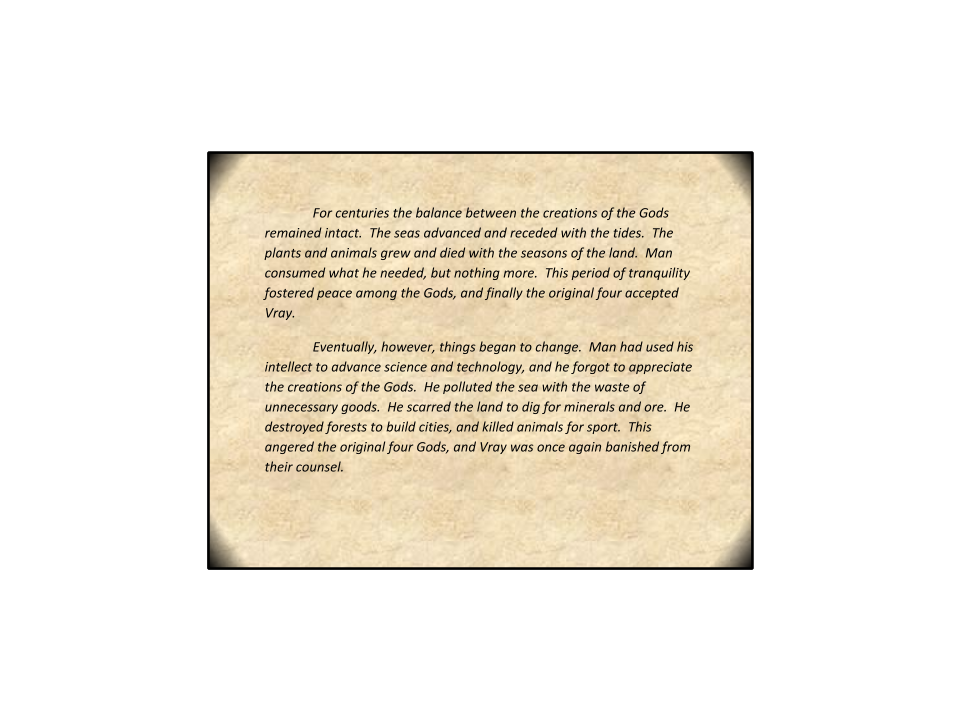 For centuries the balance between the creations of the Gods
remained intact.  The seas advanced and receded with the tides.  The
plants and animals grew and died with the seasons of the land.  Man
consumed what he needed, but nothing more.  This period of tranquility
fostered peace among the Gods, and finally the original four accepted
Vray.
Eventually, however, things began to change.  Man had used his
intellect to advance science and technology, and he forgot to appreciate
the creations of the Gods.  He polluted the sea with the waste of
unnecessary goods.  He scarred the land to dig for minerals and ore.  He
destroyed forests to build cities, and killed animals for sport.  This
angered the original four Gods, and Vray was once again banished from
their counsel.